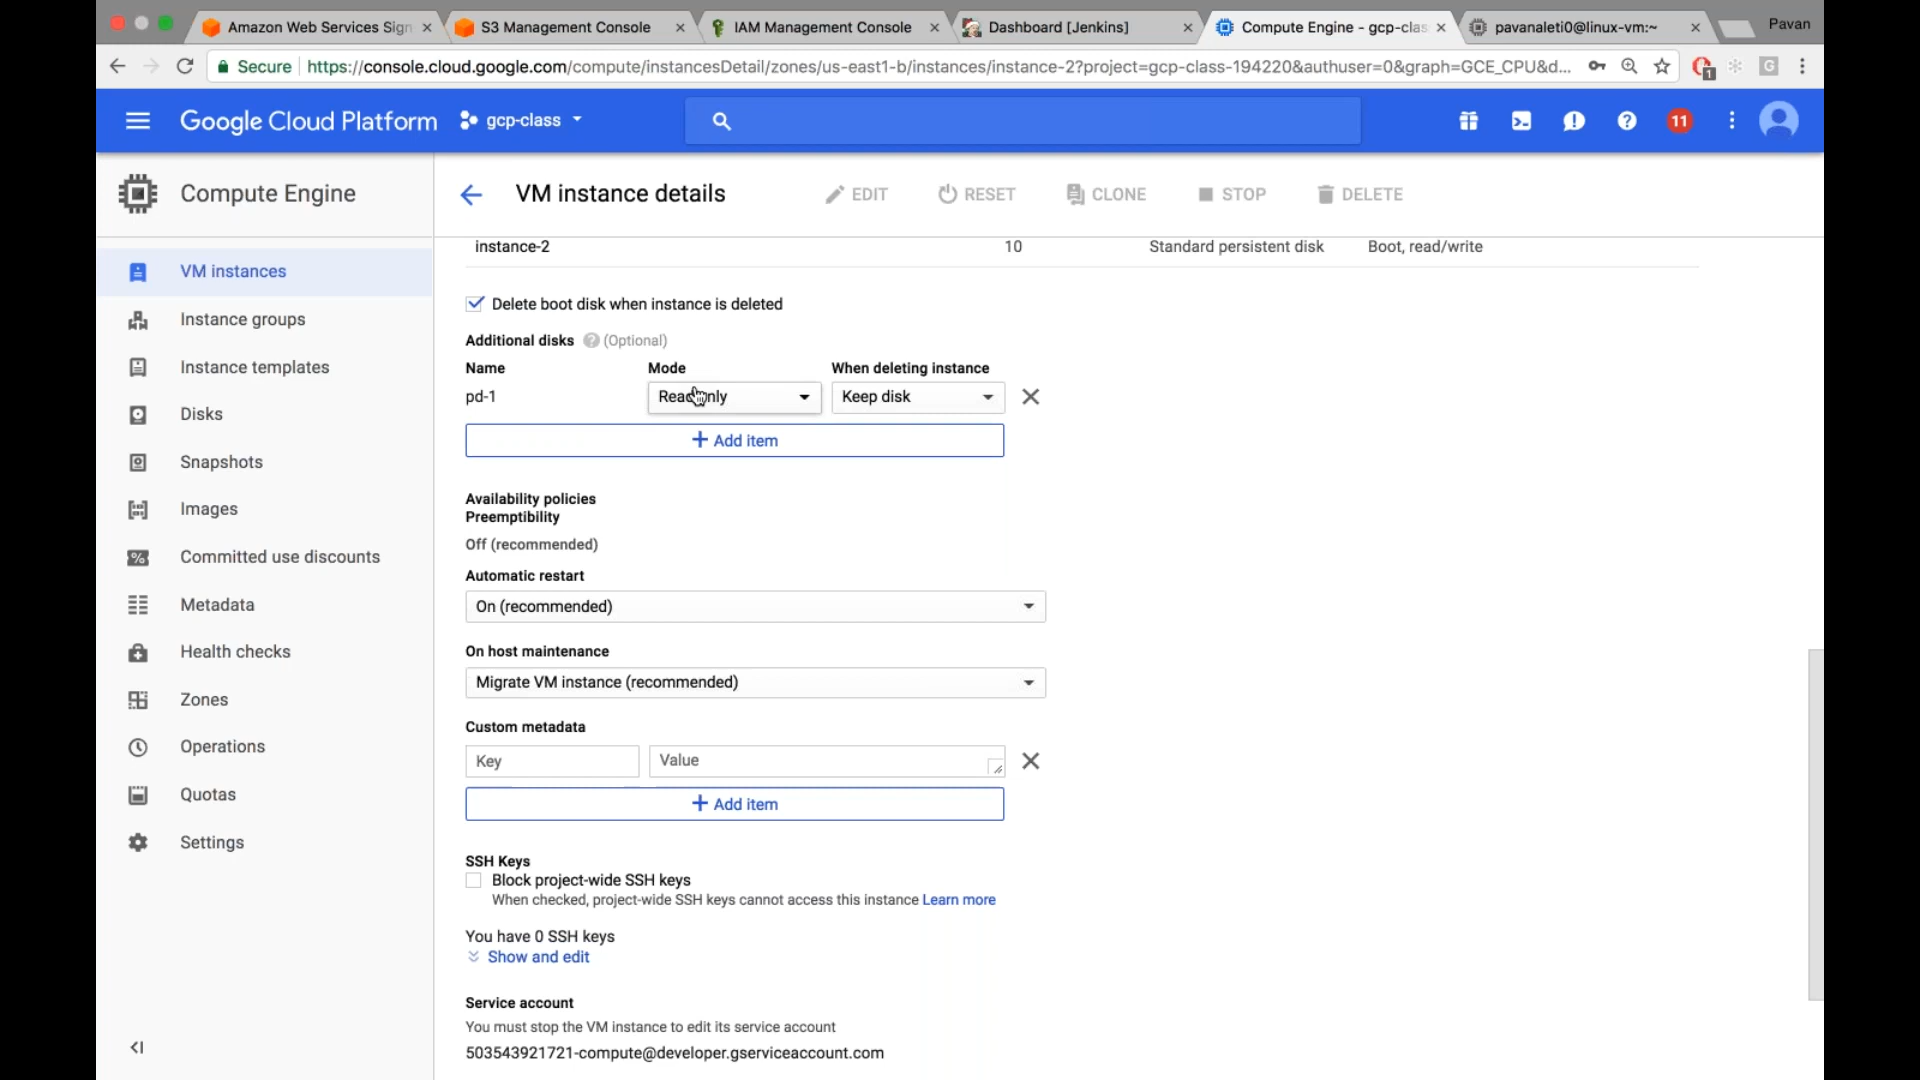 Amazon Web Services Sign
S3 Management Console
IAM Management Console
Dashboard [Jenkins]
Compute Engine - gcp-clas
pavanaleti0@linux-vm:~
Pavan
Secure
https://console.cloud.google.com/compute/instancesDetail/zones/us-east1-b/instances/instance-2?project=gcp-class-194220&authuser=0&graph=GCE_CPU&d...
1
G
Google Cloud Platform
gcp-class
11
Compute Engine
VM instance details
EDIT
RESET
CLONE
STOP
DELETE
VM instances
Instance groups
Instance templates
Disks
Snapshots
Images
Committed use discounts
Metadata
Health checks
Zones
Operations
Quotas
Settings
instance-2 10 Standard persistent disk Boot, read/write
Delete boot disk when instance is deleted
Additional disks (Optional)
Name Mode When deleting instance
pd-1 Read only Keep disk
Add item
Availability policies
Preemptibility
Off (recommended)
Automatic restart
On (recommended)
On host maintenance
Migrate VM instance (recommended)
Custom metadata
Key Value
Add item
SSH Keys
Block project-wide SSH keys
When checked, project-wide SSH keys cannot access this instance Learn more
You have 0 SSH keys
Show and edit
Service account
You must stop the VM instance to edit its service account
503543921721-compute@developer.gserviceaccount.com